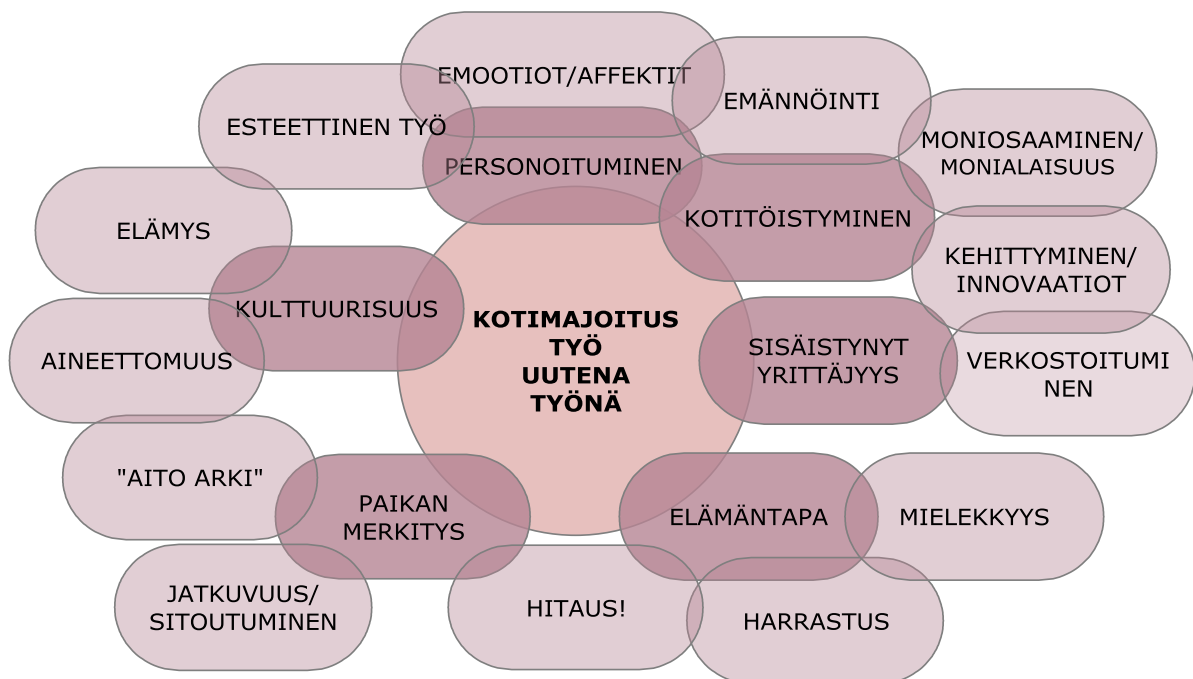 EMOOTIOT/AFFEKTIT
EMÄNNÖINTI
ESTEETTINEN TYÖ
MONIOSAAMINEN/
MONIALAISUUS
PERSONOITUMINEN
KOTITÖISTYMINEN
ELÄMYS
KEHITTYMINEN/
INNOVAATIOT
KULTTUURISUUS
KOTIMAJOITUS
TYÖ
UUTENA
TYÖNÄ
SISÄISTYNYT
YRITTÄJYYS
AINEETTOMUUS
VERKOSTOITUMI
NEN
"AITO ARKI"
PAIKAN
MERKITYS
ELÄMÄNTAPA
MIELEKKYYS
JATKUVUUS/
SITOUTUMINEN
HITAUS!
HARRASTUS